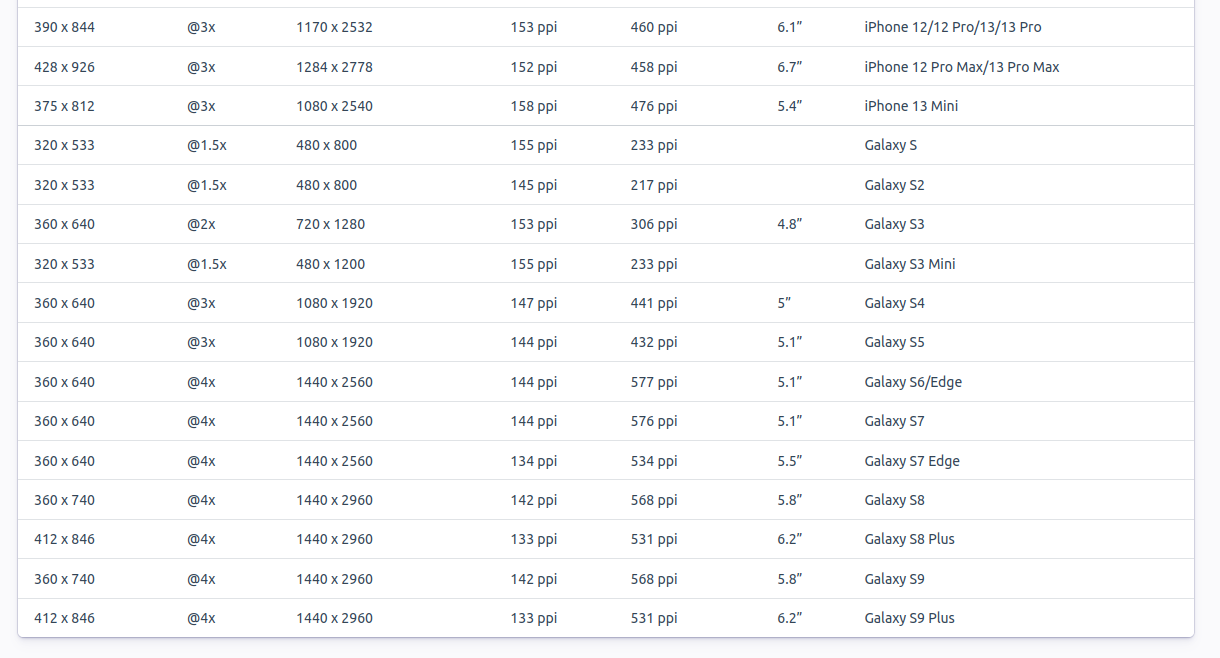 390 x 844 @3x 1170 x 2532 153 ppi 460 ppi 6.1” iPhone 12/12 Pro/13/13 Pro
428 x 926 @3x 1284 x 2778 152 ppi 458 ppi 6.7” iPhone 12 Pro Max/13 Pro Max
375 x 812 @3x 1080 x 2540 158 ppi 476 ppi 5.4” iPhone 13 Mini
320 x 533 @1.5x 480 x 800 155 ppi 233 ppi Galaxy S
320 x 533 @1.5x 480 x 800 145 ppi 217 ppi Galaxy S2
360 x 640 @2x 720 x 1280 153 ppi 306 ppi 4.8” Galaxy S3
320 x 533 @1.5x 480 x 1200 155 ppi 233 ppi Galaxy S3 Mini
360 x 640 @3x 1080 x 1920 147 ppi 441 ppi 5” Galaxy S4
360 x 640 @3x 1080 x 1920 144 ppi 432 ppi 5.1” Galaxy S5
360 x 640 @4x 1440 x 2560 144 ppi 577 ppi 5.1” Galaxy S6/Edge
360 x 640 @4x 1440 x 2560 144 ppi 576 ppi 5.1” Galaxy S7
360 x 640 @4x 1440 x 2560 134 ppi 534 ppi 5.5” Galaxy S7 Edge
360 x 740 @4x 1440 x 2960 142 ppi 568 ppi 5.8” Galaxy S8
412 x 846 @4x 1440 x 2960 133 ppi 531 ppi 6.2” Galaxy S8 Plus
360 x 740 @4x 1440 x 2960 142 ppi 568 ppi 5.8” Galaxy S9
412 x 846 @4x 1440 x 2960 133 ppi 531 ppi 6.2” Galaxy S9 Plus